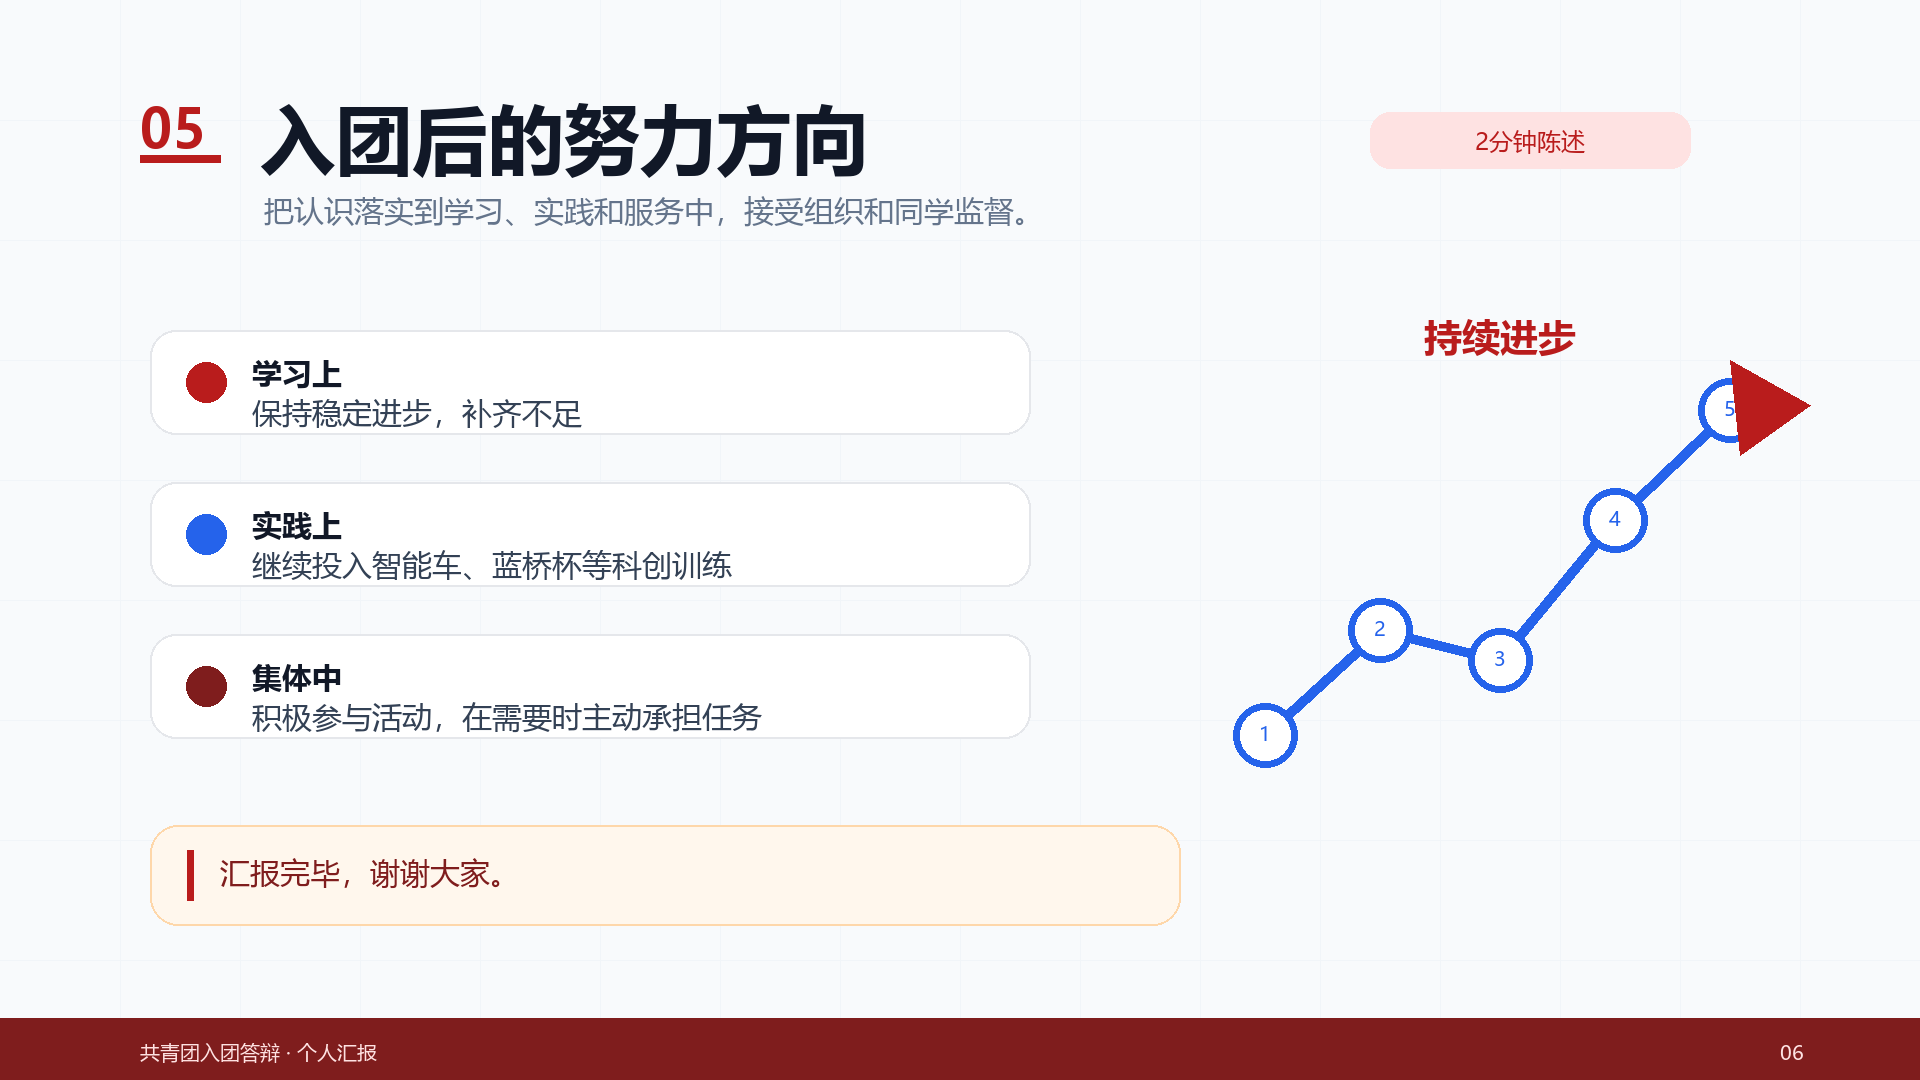 05
入团后的努力方向
2分钟陈述
把认识落实到学习、实践和服务中，接受组织和同学监督。
学习上
保持稳定进步，补齐不足
实践上
继续投入智能车、蓝桥杯等科创训练
集体中
积极参与活动，在需要时主动承担任务
持续进步
5
4
2
3
1
汇报完毕，谢谢大家。
共青团入团答辩 · 个人汇报
06